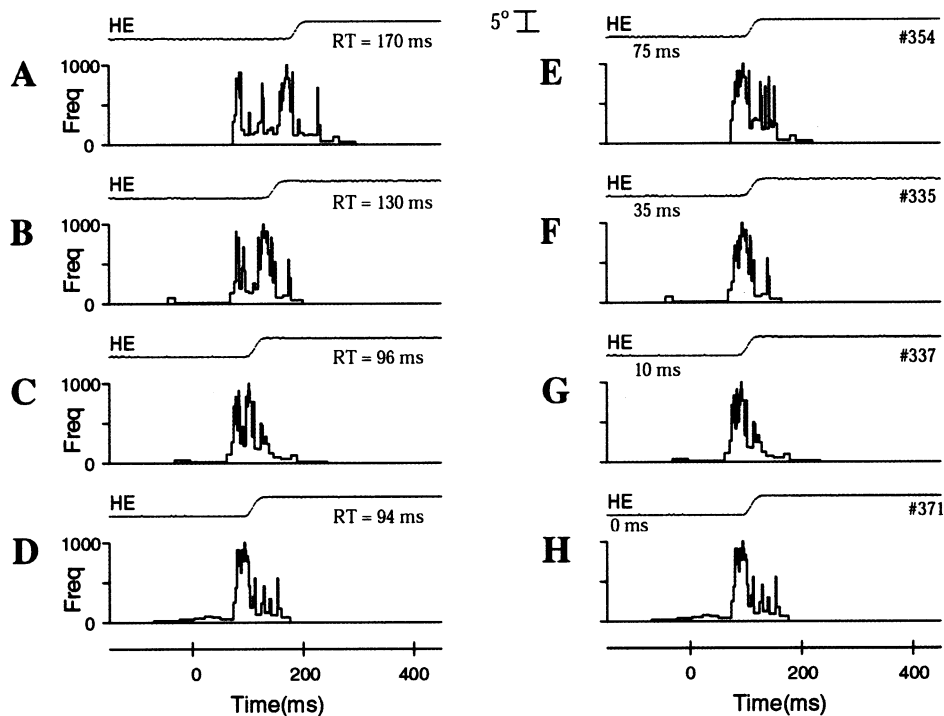 HE
RT = 170 ms
A
1000
Freq
0
HE
RT = 130 ms
B
1000
Freq
0
HE
RT = 96 ms
C
1000
Freq
0
HE
RT = 94 ms
D
1000
Freq
0
0 200 400
Time(ms)
5°
HE
75 ms #354
E
HE
35 ms #335
F
HE
10 ms #337
G
HE
0 ms #371
H
0 200 400
Time(ms)